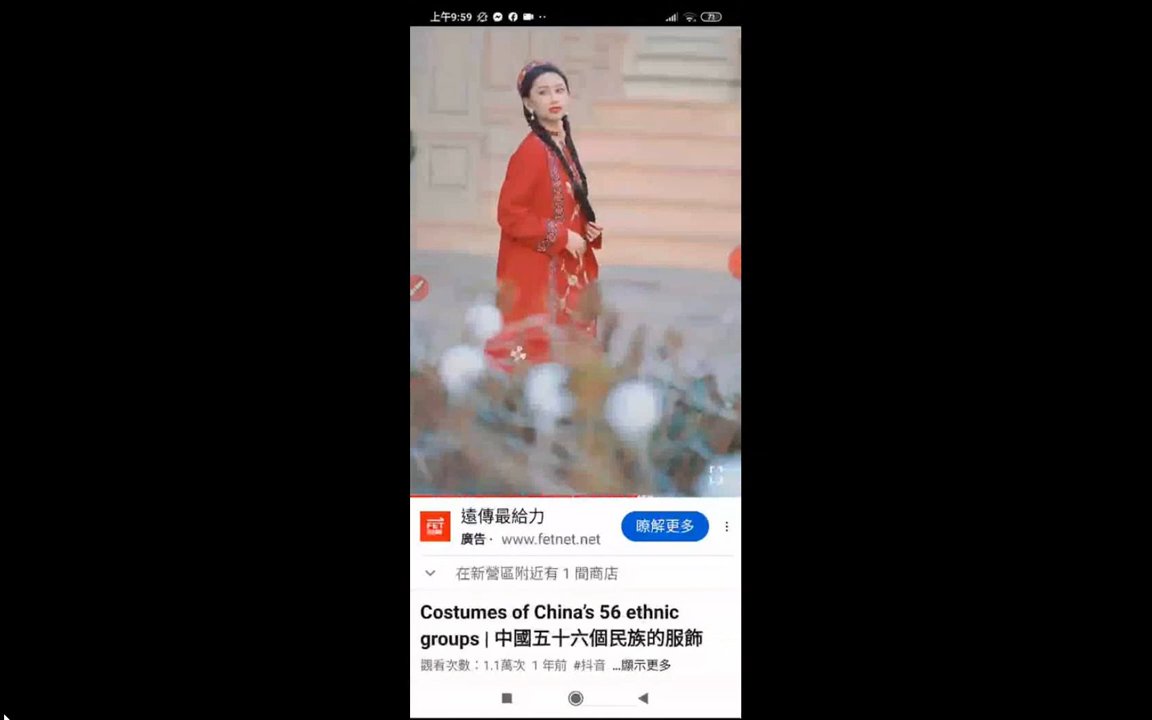 上午9:59
71
遠傳最給力
FET
廣告 · www.fetnet.net
瞭解更多
在新營區附近有 1 間商店
Costumes of China's 56 ethnic
groups | 中國五十六個民族的服飾
觀看次數：1.1萬次 1 年前 #抖音 ...顯示更多